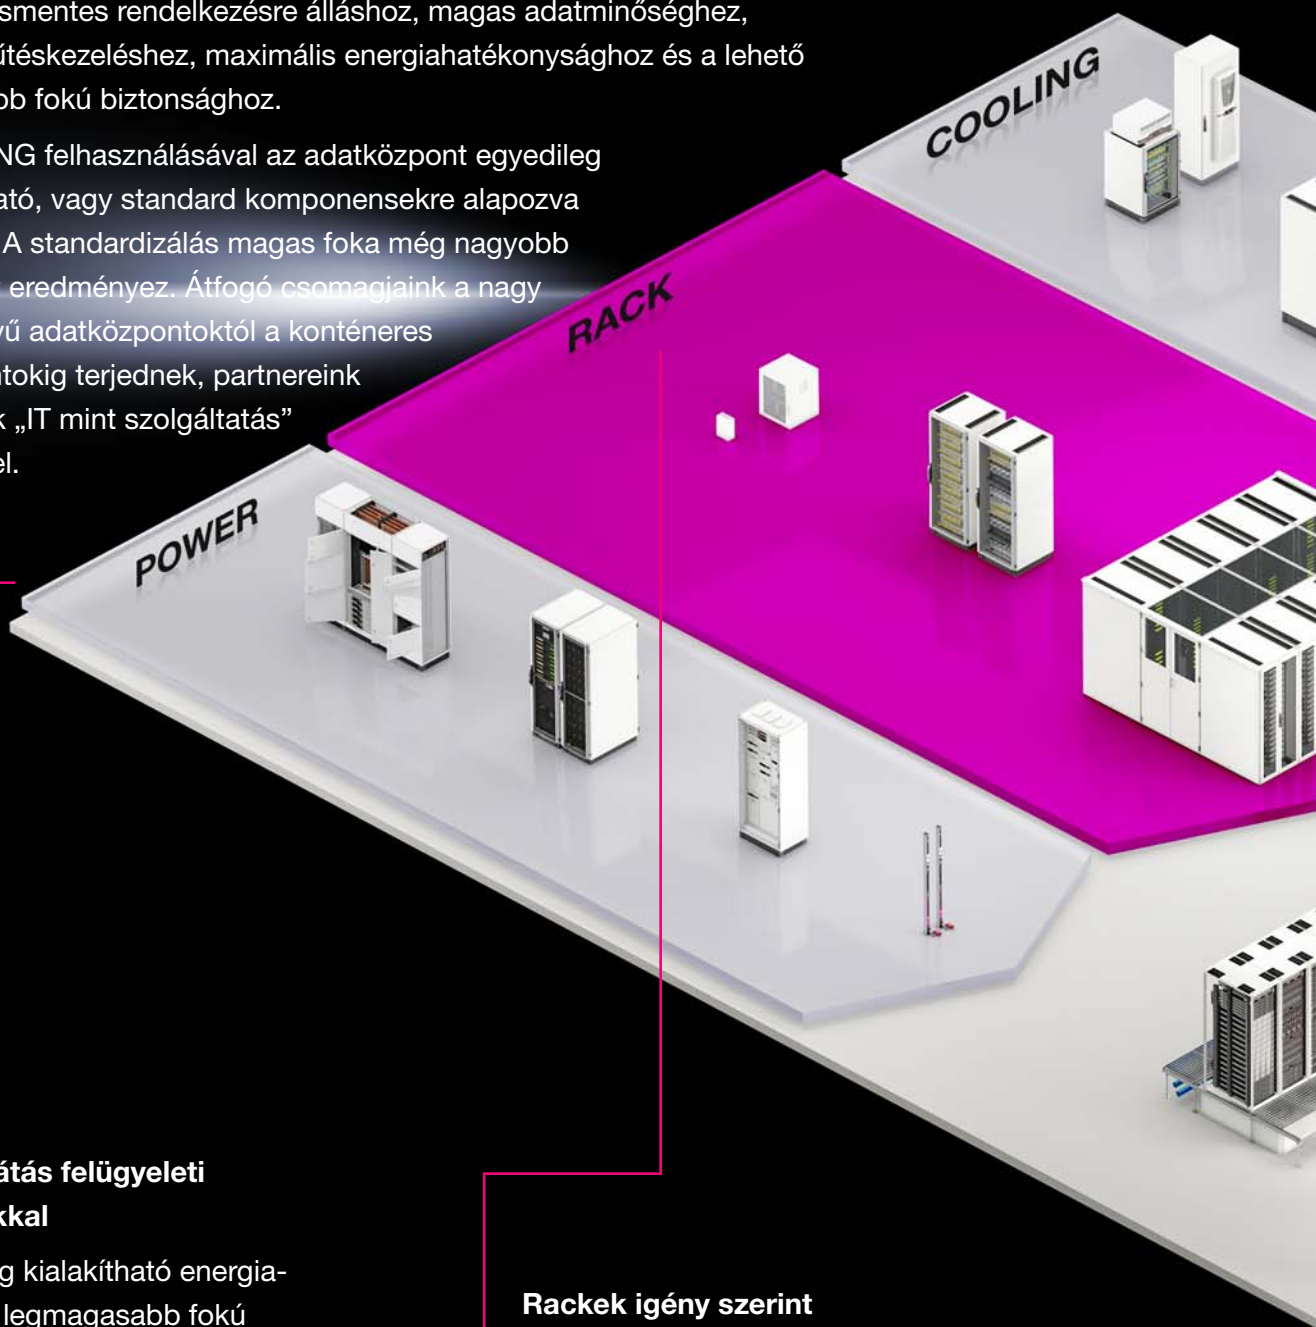 smentes rendelkezésre álláshoz, magas adatminőséghez,
űtéskezeléshez, maximális energiahatékonysághoz és a lehető
bb fokú biztonsághoz.
NG felhasználásával az adatközpont egyedileg
ató, vagy standard komponensekre alapozva
A standardizálás magas foka még nagyobb
eredményez. Átfogó csomagjaink a nagy
yű adatközpontoktól a konténeres
ntokig terjednek, partnereink
k „IT mint szolgáltatás”
el.
COOLING
RACK
POWER
átás felügyeleti
kkal
g kialakítható energia-
legmagasabb fokú
Rackek igény szerint